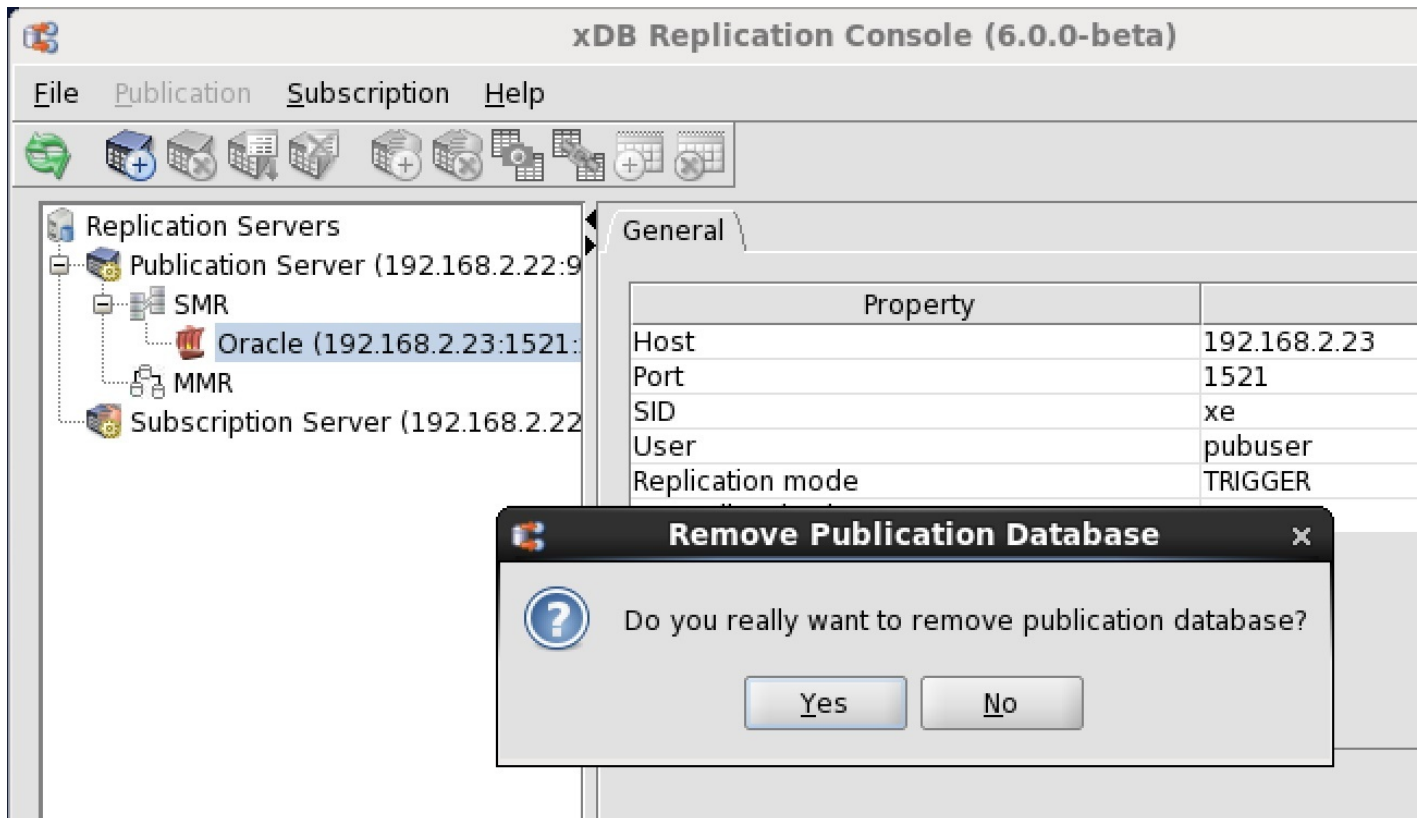 xDB Replication Console (6.0.0-beta)
File Publication Subscription Help
Replication Servers
Publication Server (192.168.2.22:9
SMR
Oracle (192.168.2.23:1521:
MMR
Subscription Server (192.168.2.22
General
Property
Host 192.168.2.23
Port 1521
SID xe
User pubuser
Replication mode TRIGGER
Remove Publication Database
Do you really want to remove publication database?
Yes No